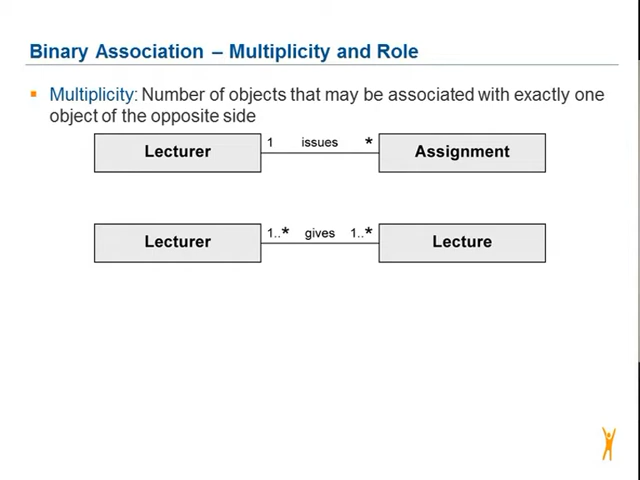 Binary Association – Multiplicity and Role
Multiplicity: Number of objects that may be associated with exactly one
object of the opposite side
Lecturer 1 issues * Assignment
Lecturer 1..* gives 1..* Lecture